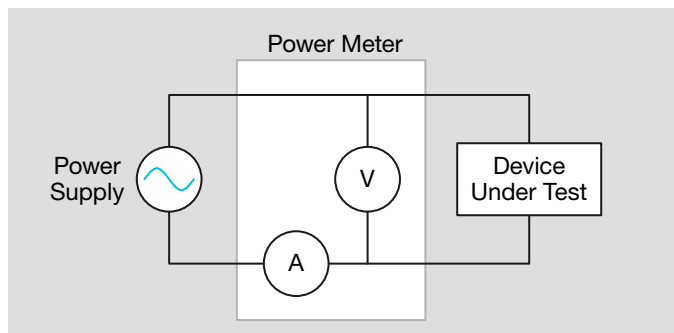 Power Meter
Power
Supply
V
Device
Under Test
A